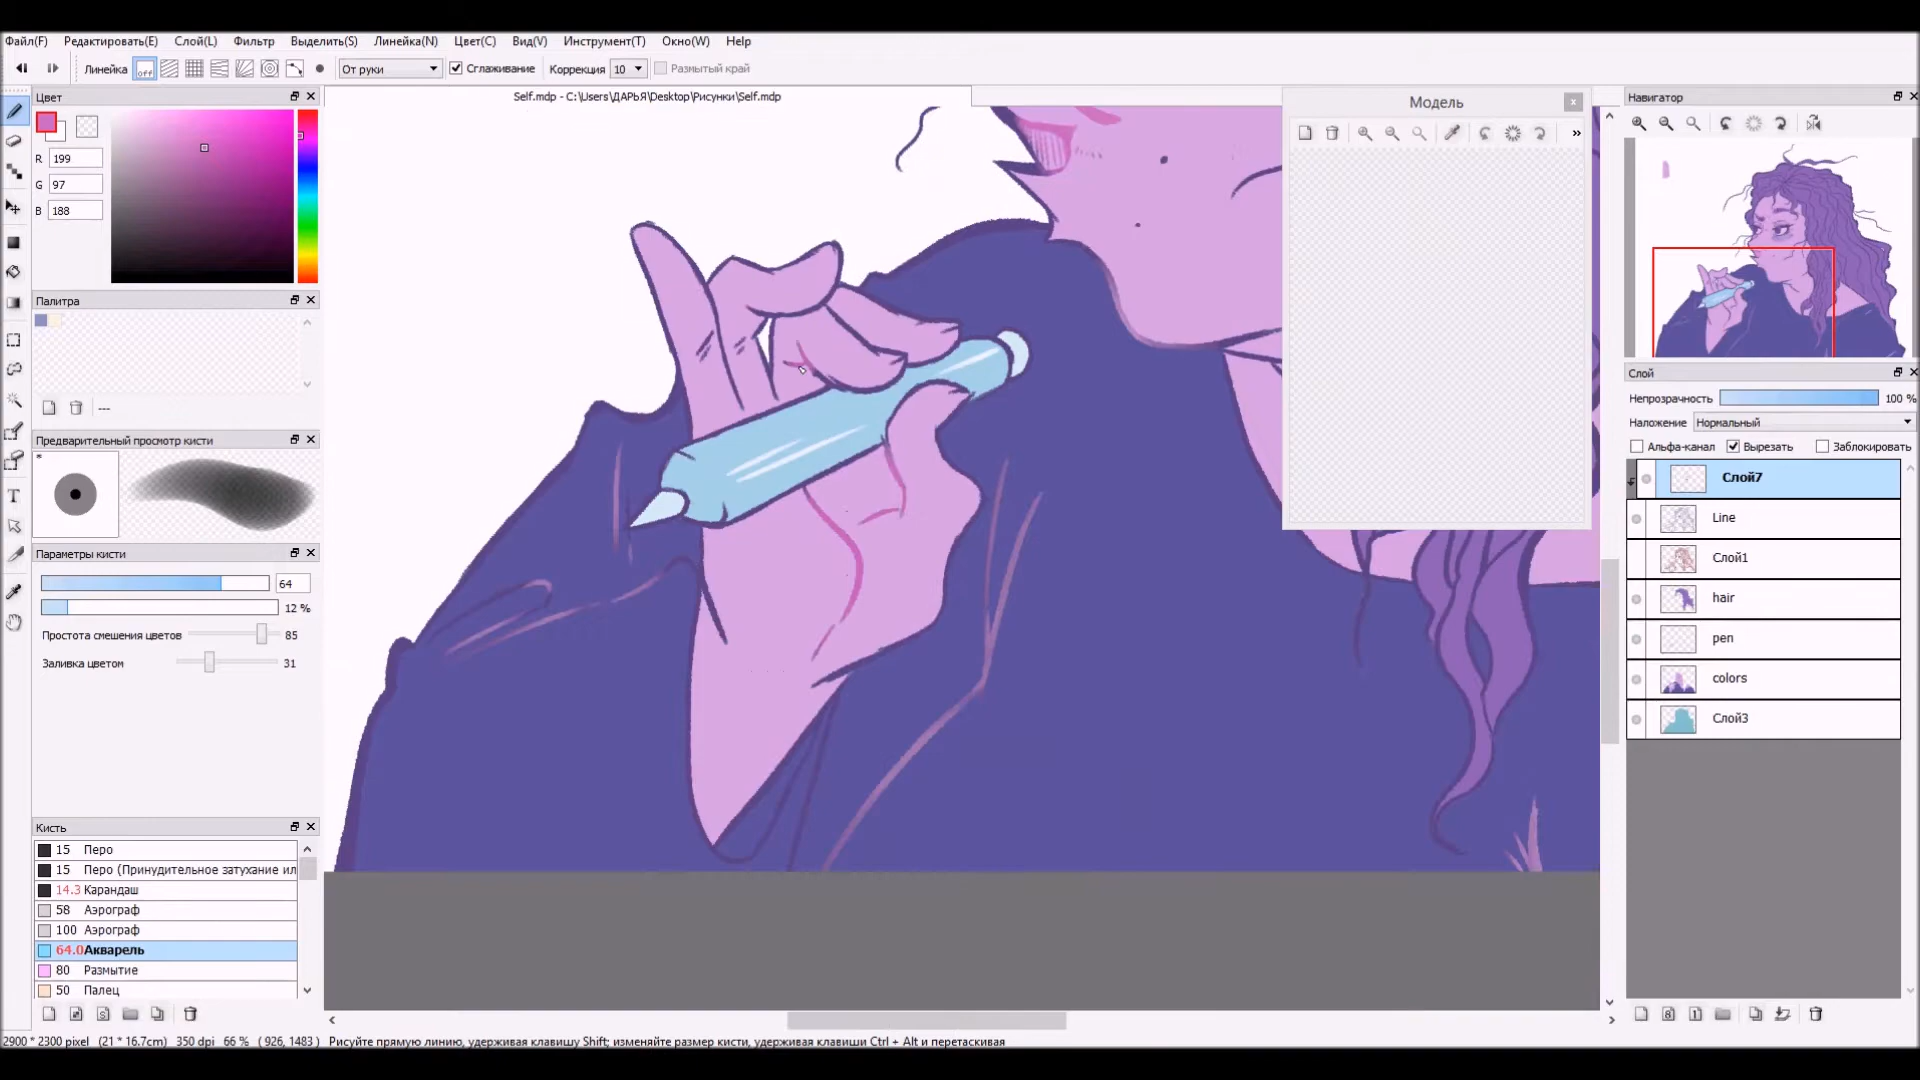 Файл(F) Редактировать(E) Слой(L) Фильтр Выделить(S) Линейка(N) Цвет(C) Вид(V) Инструмент(T) Окно(W) Help
Линейка off От руки Сглаживание Коррекция 10 Размытый край
Цвет
R 199
G 97
B 188
Палитра
---
Предварительный просмотр кисти
*
Параметры кисти
64
12 %
Простота смешения цветов 85
Заливка цветом 31
Кисть
15 Перо
15 Перо (Принудительное затухание ил
14.3 Карандаш
58 Аэрограф
100 Аэрограф
64.0 Акварель
80 Размытие
50 Палец
Self.mdp - C:\Users\ДАРЬЯ\Desktop\Рисунки\Self.mdp
Модель
Навигатор
Слой
Непрозрачность 100 %
Наложение Нормальный
Альфа-канал Вырезать Заблокировать
Слой7
Line
Слой1
hair
pen
colors
Слой3
2900 * 2300 pixel (21 * 16.7cm) 350 dpi 66 % ( 926, 1483 ) Рисуйте прямую линию, удерживая клавишу Shift; изменяйте размер кисти, удерживая клавиши Ctrl + Alt и перетаскивая